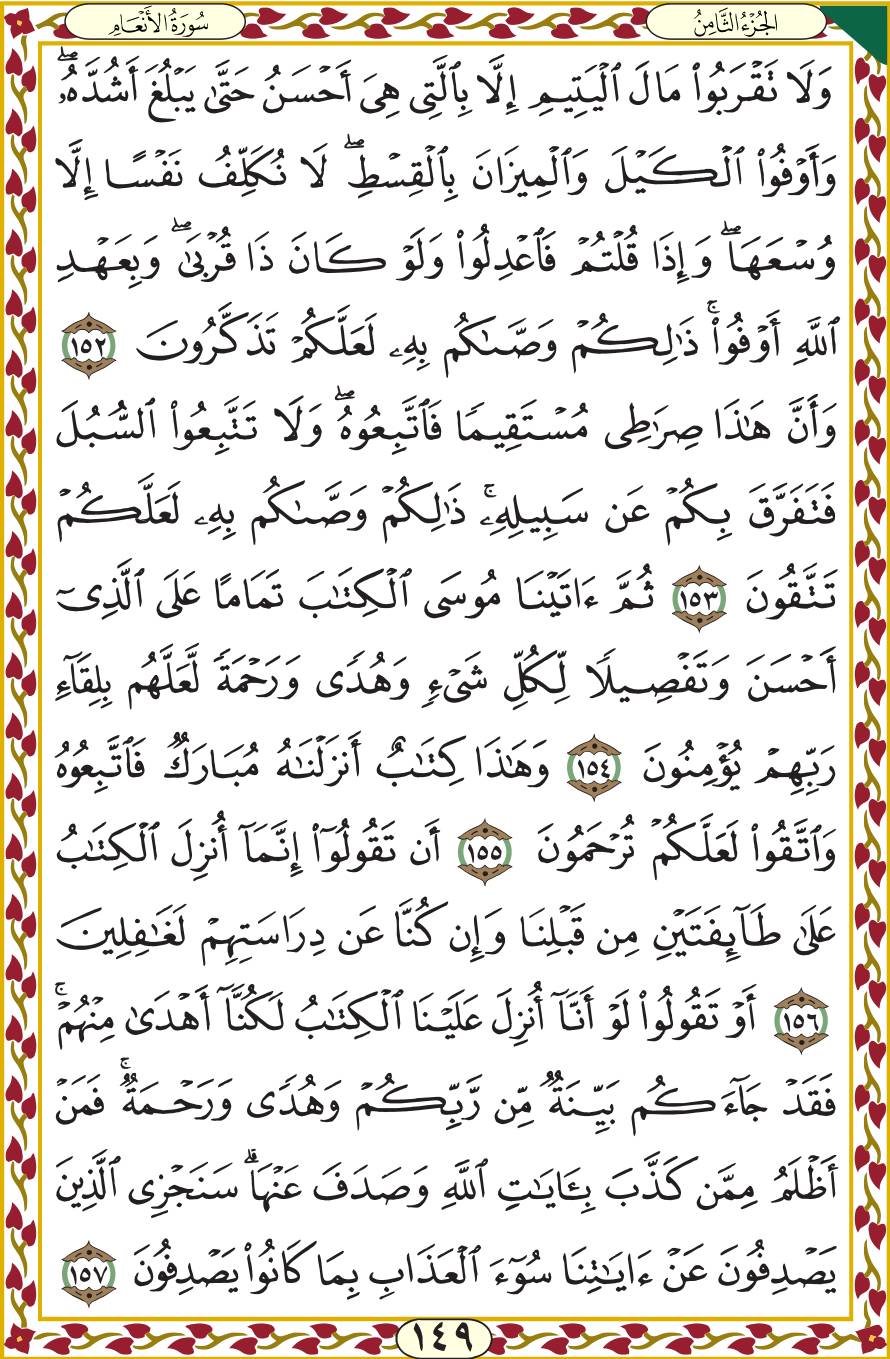 الجُزْءُ الثَّامِنُ
سُورَةُ الأَنْعَامِ
وَلَا تَقْرَبُوا۟ مَالَ ٱلْيَتِيمِ إِلَّا بِٱلَّتِى هِىَ أَحْسَنُ حَتَّىٰ يَبْلُغَ أَشُدَّهُۥ ۖ
وَأَوْفُوا۟ ٱلْكَيْلَ وَٱلْمِيزَانَ بِٱلْقِسْطِ ۖ لَا نُكَلِّفُ نَفْسًا إِلَّا
وُسْعَهَا ۖ وَإِذَا قُلْتُمْ فَٱعْدِلُوا۟ وَلَوْ كَانَ ذَا قُرْبَىٰ ۖ وَبِعَهْدِ
ٱللَّهِ أَوْفُوا۟ ۚ ذَٰلِكُمْ وَصَّىٰكُم بِهِۦ لَعَلَّكُمْ تَذَكَّرُونَ ١٥٢
وَأَنَّ هَـٰذَا صِرَٰطِى مُسْتَقِيمًا فَٱتَّبِعُوهُ ۖ وَلَا تَتَّبِعُوا۟ ٱلسُّبُلَ
فَتَفَرَّقَ بِكُمْ عَن سَبِيلِهِۦ ۚ ذَٰلِكُمْ وَصَّىٰكُم بِهِۦ لَعَلَّكُمْ
تَتَّقُونَ ١٥٣ ثُمَّ ءَاتَيْنَا مُوسَى ٱلْكِتَـٰبَ تَمَامًا عَلَى ٱلَّذِىٓ
أَحْسَنَ وَتَفْصِيلًا لِّكُلِّ شَىْءٍ وَهُدًى وَرَحْمَةً لَّعَلَّهُم بِلِقَآءِ
رَبِّهِمْ يُؤْمِنُونَ ١٥٤ وَهَـٰذَا كِتَـٰبٌ أَنزَلْنَـٰهُ مُبَارَكٌ فَٱتَّبِعُوهُ
وَٱتَّقُوا۟ لَعَلَّكُمْ تُرْحَمُونَ ١٥٥ أَن تَقُولُوٓا۟ إِنَّمَآ أُنزِلَ ٱلْكِتَـٰبُ
عَلَىٰ طَآئِفَتَيْنِ مِن قَبْلِنَا وَإِن كُنَّا عَن دِرَاسَتِهِمْ لَغَـٰفِلِينَ
١٥٦ أَوْ تَقُولُوا۟ لَوْ أَنَّآ أُنزِلَ عَلَيْنَا ٱلْكِتَـٰبُ لَكُنَّآ أَهْدَىٰ مِنْهُمْ ۚ
فَقَدْ جَآءَكُم بَيِّنَةٌ مِّن رَّبِّكُمْ وَهُدًى وَرَحْمَةٌ ۚ فَمَنْ
أَظْلَمُ مِمَّن كَذَّبَ بِـَٔايَـٰتِ ٱللَّهِ وَصَدَفَ عَنْهَا ۗ سَنَجْزِى ٱلَّذِينَ
يَصْدِفُونَ عَنْ ءَايَـٰتِنَا سُوٓءَ ٱلْعَذَابِ بِمَا كَانُوا۟ يَصْدِفُونَ ١٥٧
١٤٩